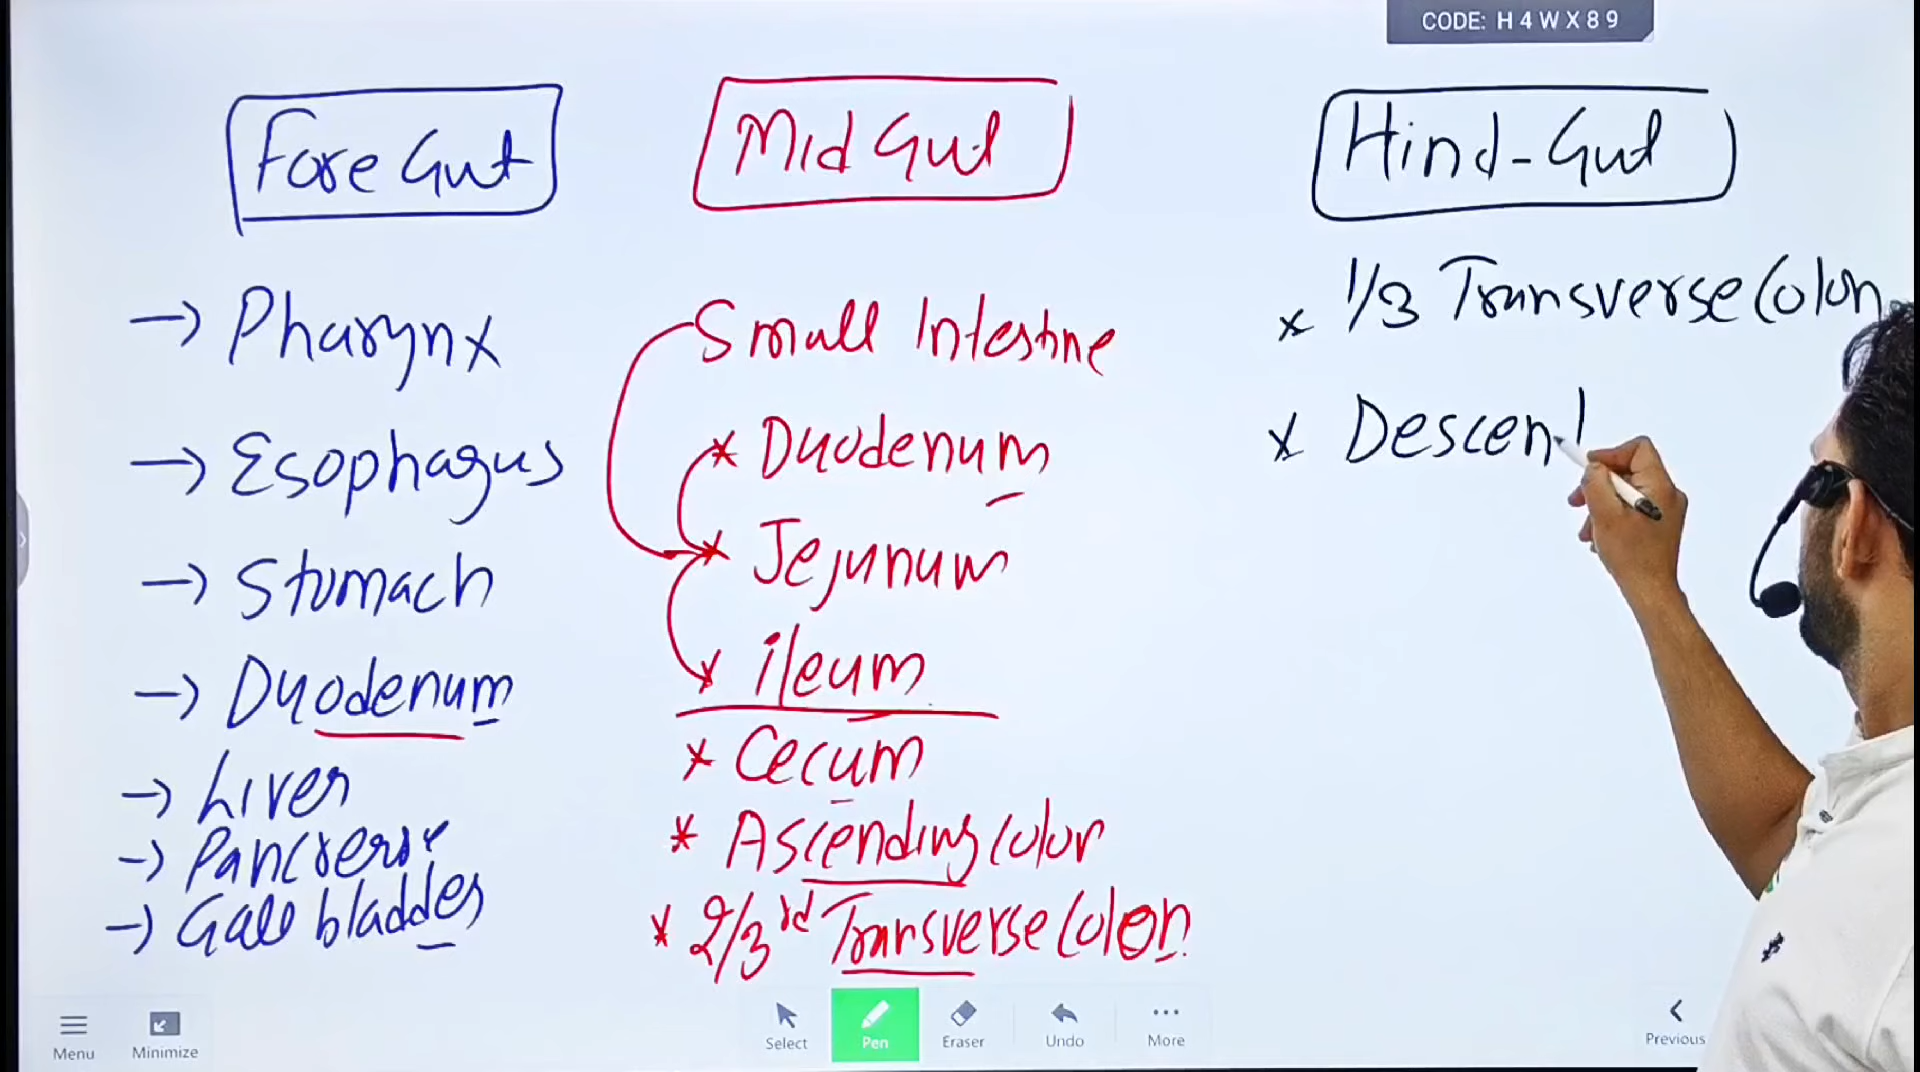 CODE: H4WX89
Fore Gut
Mid Gut
Hind-Gut
→ Pharynx
→ Esophagus
→ Stomach
→ Duodenum
→ Liver
→ Gall bladder
Small Intestine
* Duodenum
* Jejunum
* ileum
* Cecum
* Ascending colon
* 2/3rd Transverse Colon
* 1/3 Transverse Colon
* Descen
Menu
Minimize
Select
Pen
Eraser
Undo
More
Previous